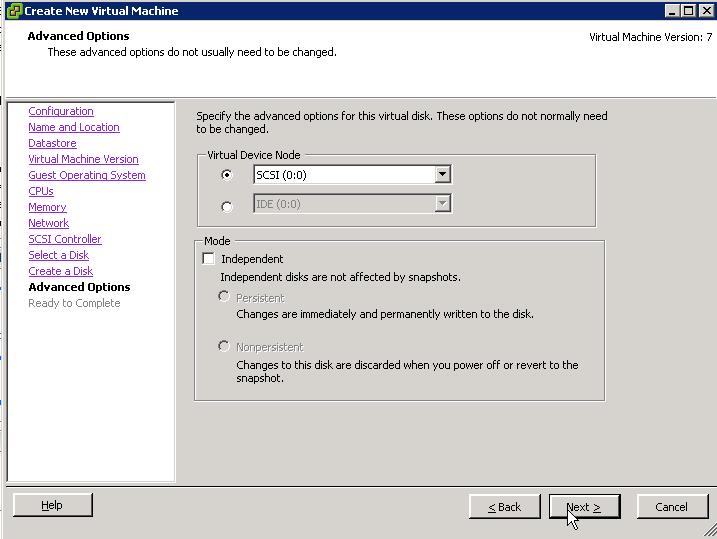 Create New Virtual Machine
Advanced Options
These advanced options do not usually need to be changed.
Virtual Machine Version: 7
Configuration
Name and Location
Datastore
Virtual Machine Version
Guest Operating System
CPUs
Memory
Network
SCSI Controller
Select a Disk
Create a Disk
Advanced Options
Ready to Complete
Specify the advanced options for this virtual disk. These options do not normally need
to be changed.
Virtual Device Node
SCSI (0:0)
IDE (0:0)
Mode
Independent
Independent disks are not affected by snapshots.
Persistent
Changes are immediately and permanently written to the disk.
Nonpersistent
Changes to this disk are discarded when you power off or revert to the
snapshot.
Help
< Back
Next >
Cancel